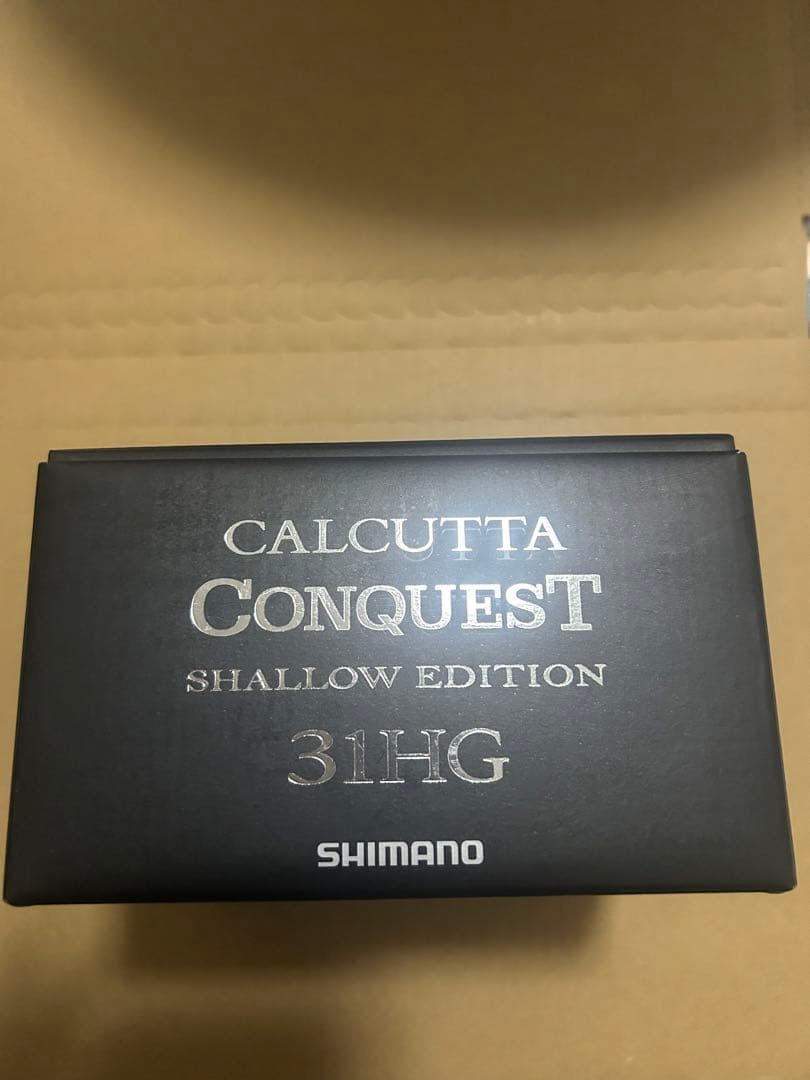 CALCUTTA
CONQUEST
SHALLOW EDITION
31HG
SHIMANO